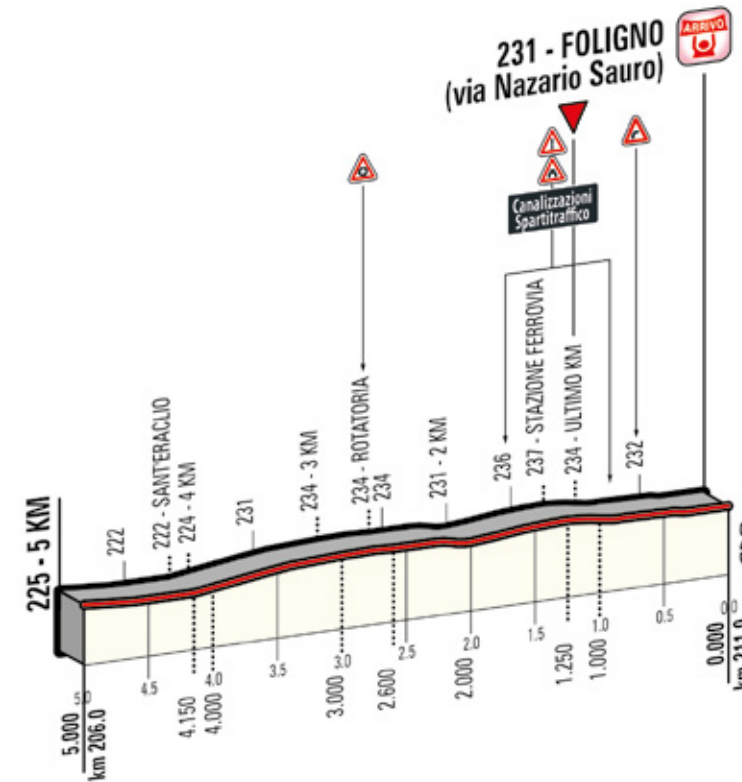 ARRIVO
231 - FOLIGNO
(via Nazario Sauro)
Canalizzazioni
Spartitraffico
225 - 5 KM
222
222 - SANT'ERACLIO
224 - 4 KM
231
234 - 3 KM
234 - ROTATORIA
234
231 - 2 KM
236
237 - STAZIONE FERROVIA
234 - ULTIMO KM
232
5.0
4.5
4.0
3.5
3.0
2.5
2.0
1.5
1.0
0.5
0.0
5.000
km 206.0
4.150
4.000
3.000
2.600
2.000
1.250
1.000
0.000
km 211.0